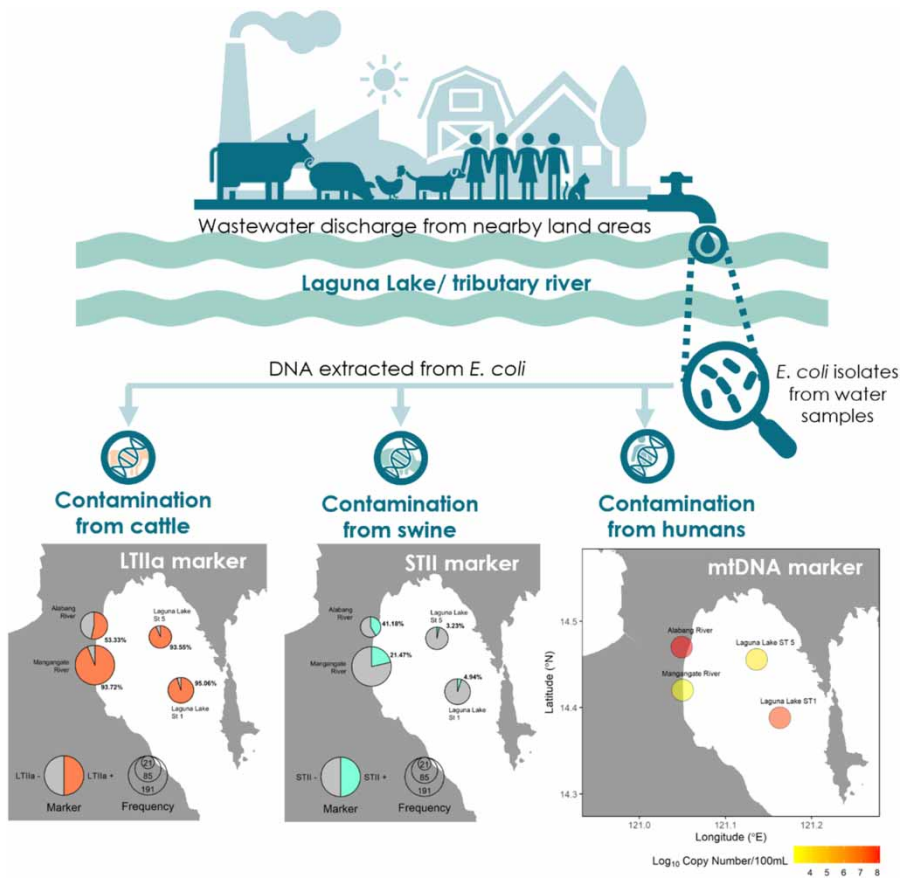 Wastewater discharge from nearby land areas
Laguna Lake/ tributary river
DNA extracted from E. coli
E. coli isolates
from water
samples
Contamination
from cattle
Contamination
from swine
Contamination
from humans
LTIIa marker
Alabang
River
53.33%
Laguna Lake
St 5
93.55%
Mangangate
River
93.72%
95.06%
Laguna Lake
St 1
LTIIa -
LTIIa +
Marker
21
85
191
Frequency
STII marker
Alabang
River
41.18%
Laguna Lake
St 5
3.23%
Mangangate
River
21.47%
4.94%
Laguna Lake
St 1
STII -
STII +
Marker
21
85
191
Frequency
mtDNA marker
Alabang River
Laguna Lake ST 5
Mangangate River
Laguna Lake ST1
Latitude (°N)
14.5
14.4
14.3
121.0
121.1
121.2
Longitude (°E)
Log10 Copy Number/100mL
4
5
6
7
8